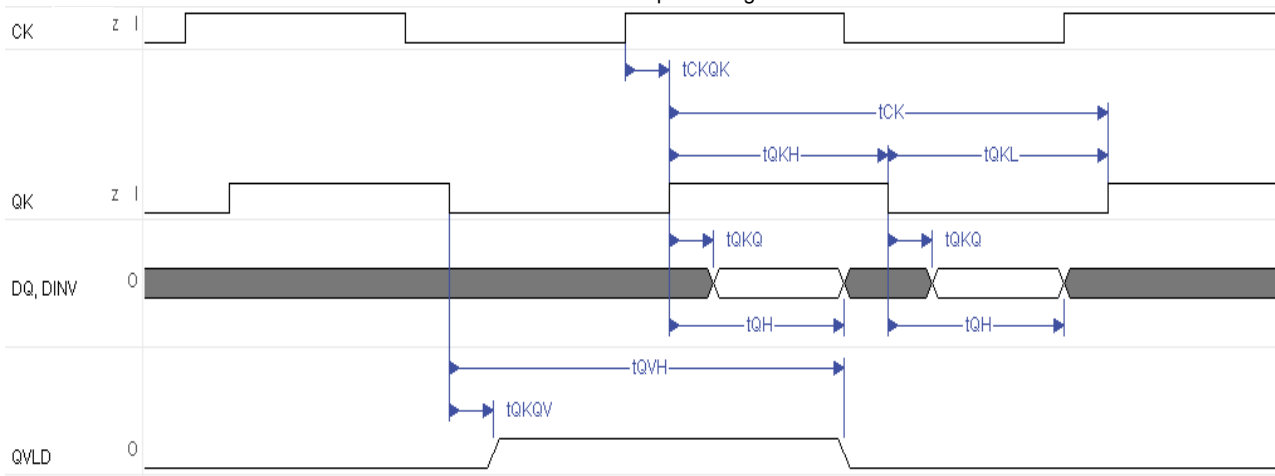 CK z I
tCKQK
tCK
tQKH tQKL
QK z I
tQKQ tQKQ
DQ, DINV 0
tQH tQH
tQVH
tQKQV
QVLD 0